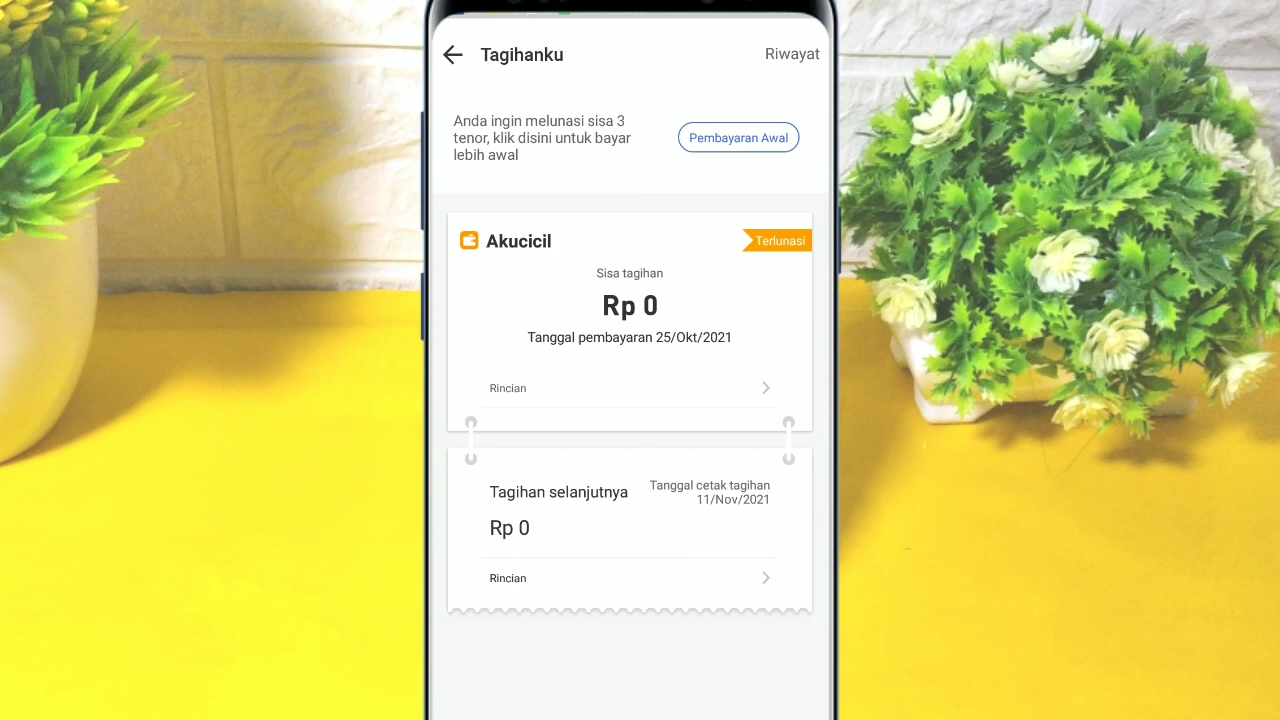 Tagihanku
Riwayat
Anda ingin melunasi sisa 3
tenor, klik disini untuk bayar
lebih awal
Pembayaran Awal
Akucicil
Terlunasi
Sisa tagihan
Rp 0
Tanggal pembayaran 25/Okt/2021
Rincian
Tagihan selanjutnya
Tanggal cetak tagihan
11/Nov/2021
Rp 0
Rincian